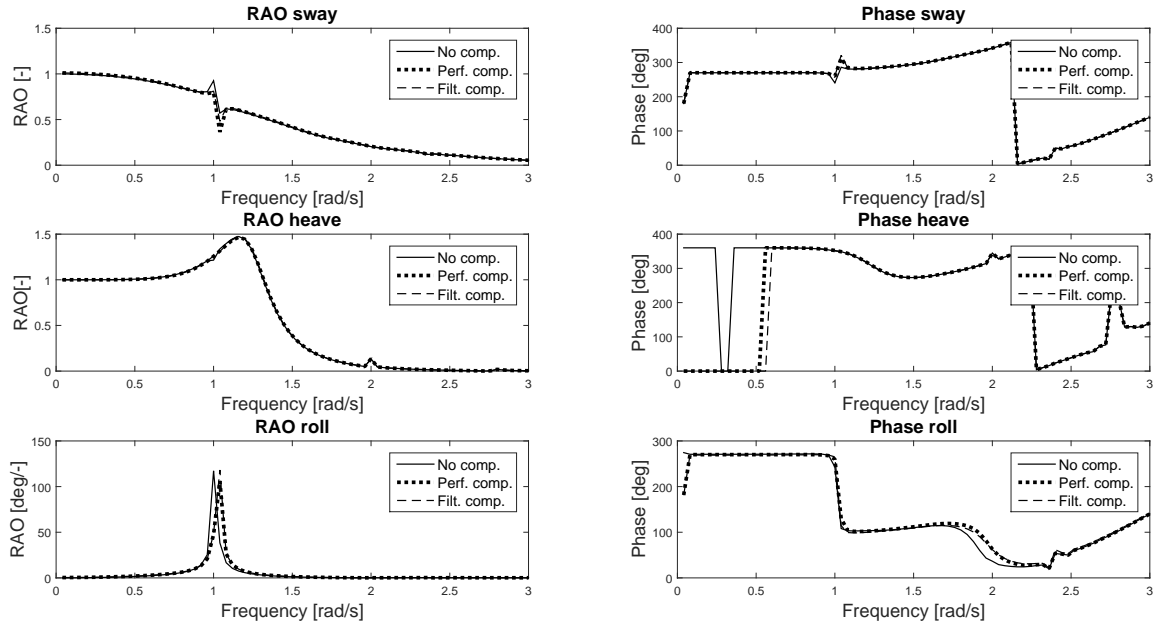 RAO sway
1.5
1
0.5
0
RAO [-]
No comp.
Perf. comp.
Filt. comp.
0 0.5 1 1.5 2 2.5 3
Frequency [rad/s]
Phase sway
400
300
200
100
0
Phase [deg]
No comp.
Perf. comp.
Filt. comp.
0 0.5 1 1.5 2 2.5 3
Frequency [rad/s]
RAO heave
1.5
1
0.5
0
RAO[-]
No comp.
Perf. comp.
Filt. comp.
0 0.5 1 1.5 2 2.5 3
Frequency [rad/s]
Phase heave
400
300
200
100
0
Phase [deg]
No comp.
Perf. comp.
Filt. comp.
0 0.5 1 1.5 2 2.5 3
Frequency [rad/s]
RAO roll
150
100
50
0
RAO [deg/-]
No comp.
Perf. comp.
Filt. comp.
0 0.5 1 1.5 2 2.5 3
Frequency [rad/s]
Phase roll
300
200
100
0
Phase [deg]
No comp.
Perf. comp.
Filt. comp.
0 0.5 1 1.5 2 2.5 3
Frequency [rad/s]